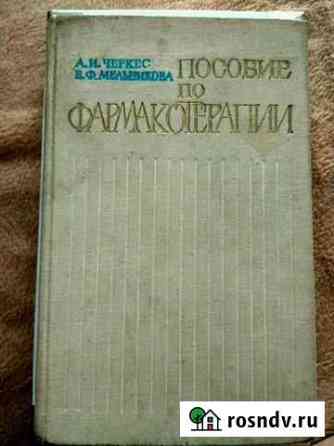 А.И. ЧЕРКЕС
В.Ф. МЕЛЬНИКОВА
ПОСОБИЕ
ПО
ФАРМАКОТЕРАПИИ
rosndv.ru